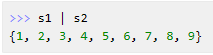 >>> s1 | s2
{1, 2, 3, 4, 5, 6, 7, 8, 9}